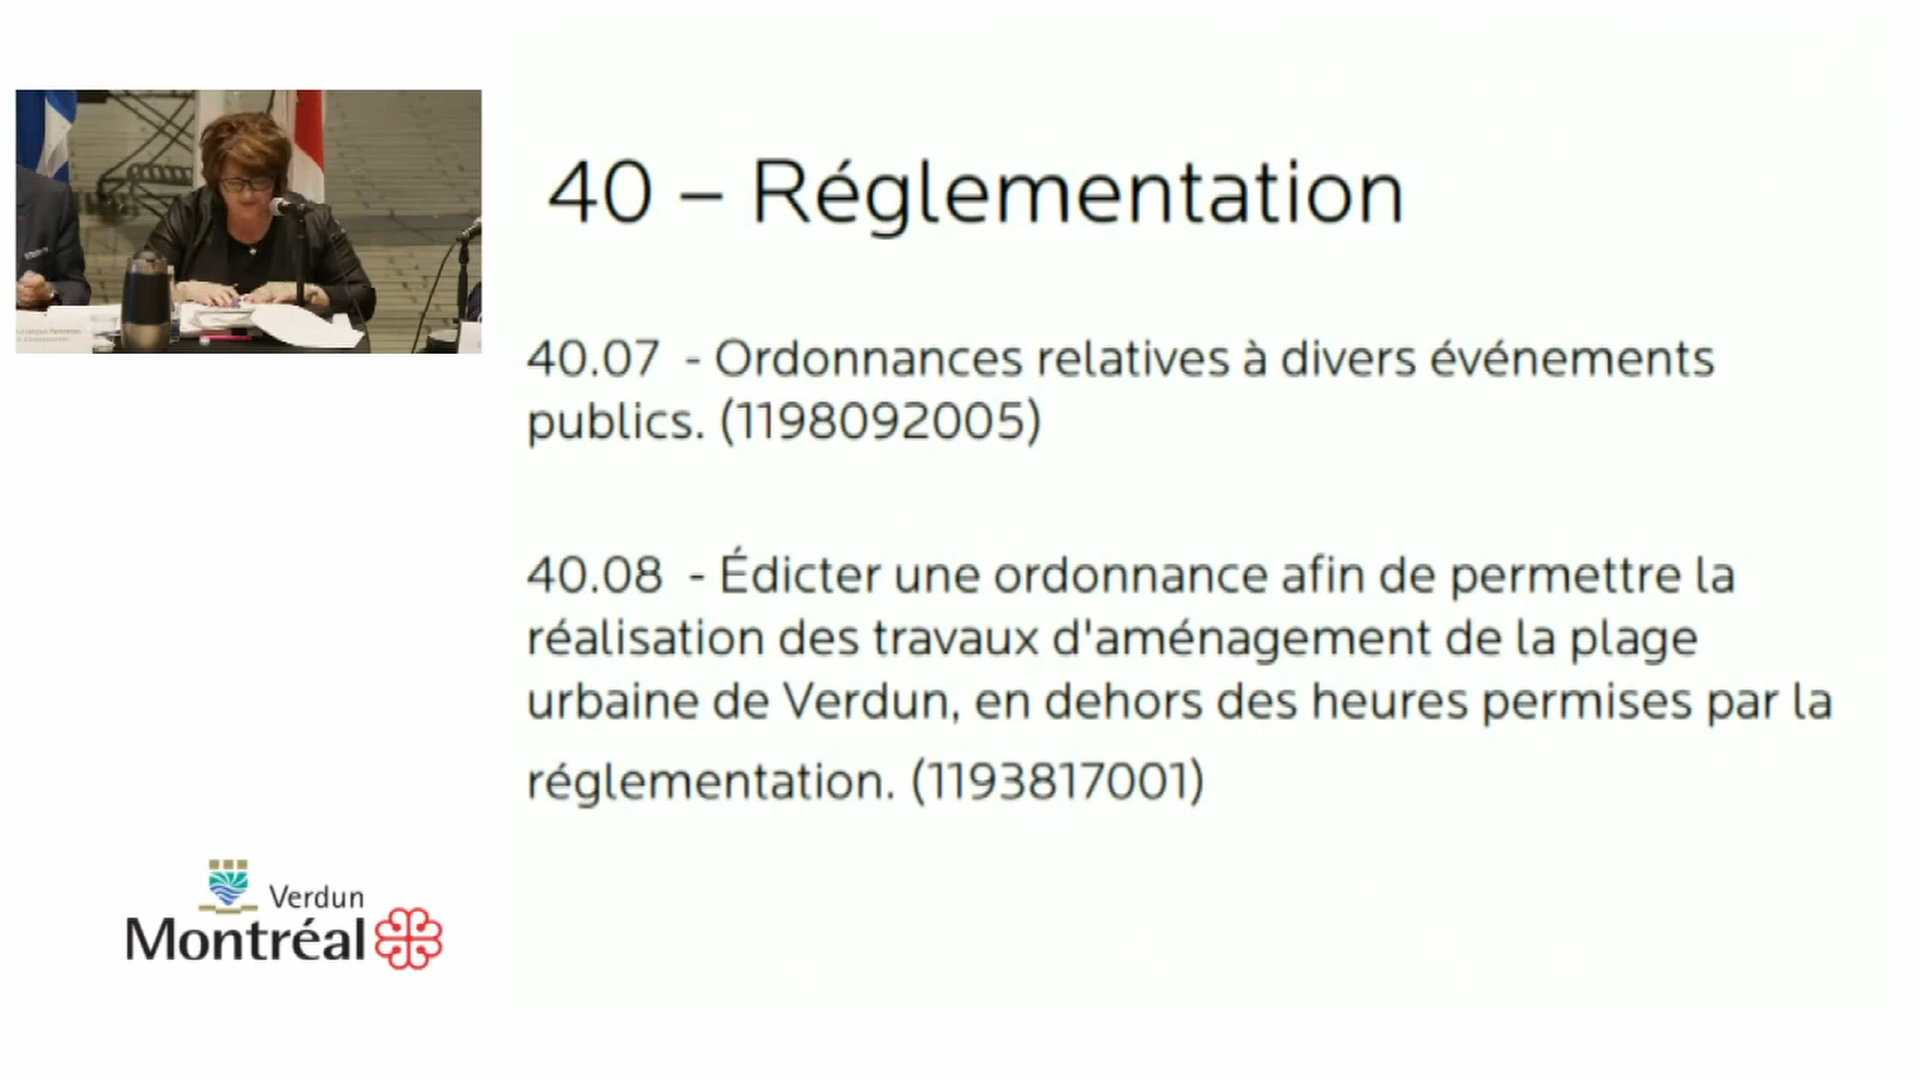 40 – Réglementation
40.07 - Ordonnances relatives à divers événements
publics. (1198092005)
40.08 - Édicter une ordonnance afin de permettre la
réalisation des travaux d'aménagement de la plage
urbaine de Verdun, en dehors des heures permises par la
réglementation. (1193817001)
Verdun
Montréal